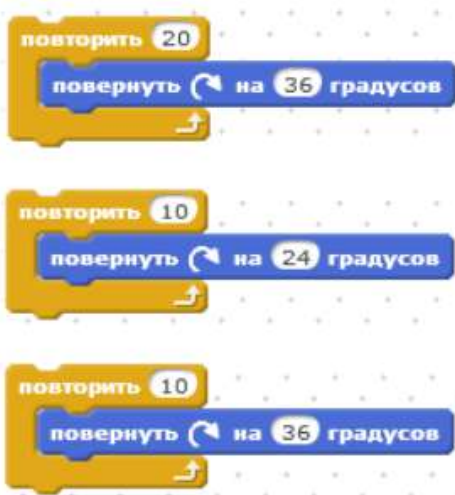 повторить 20
повернуть на 36 градусов
повторить 10
повернуть на 24 градусов
повторить 10
повернуть на 36 градусов